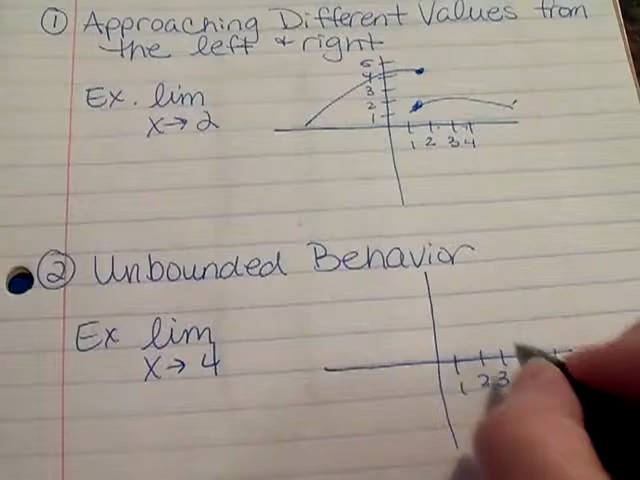 ① Approaching Different Values from
the left & right
Ex. lim
x→2
5
4
3
2
1
1 2 3 4
② Unbounded Behavior
Ex lim
x→4
1 2 3